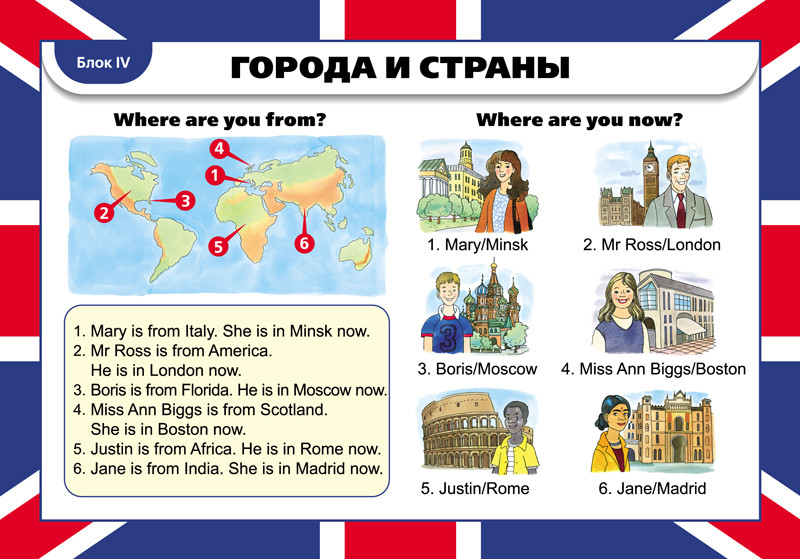 Блок IV
ГОРОДА И СТРАНЫ
Where are you from?
4
1
3
2
5
6
1. Mary is from Italy. She is in Minsk now.
2. Mr Ross is from America.
He is in London now.
3. Boris is from Florida. He is in Moscow now.
4. Miss Ann Biggs is from Scotland.
She is in Boston now.
5. Justin is from Africa. He is in Rome now.
6. Jane is from India. She is in Madrid now.
Where are you now?
1. Mary/Minsk
2. Mr Ross/London
3
3. Boris/Moscow
4. Miss Ann Biggs/Boston
5. Justin/Rome
6. Jane/Madrid